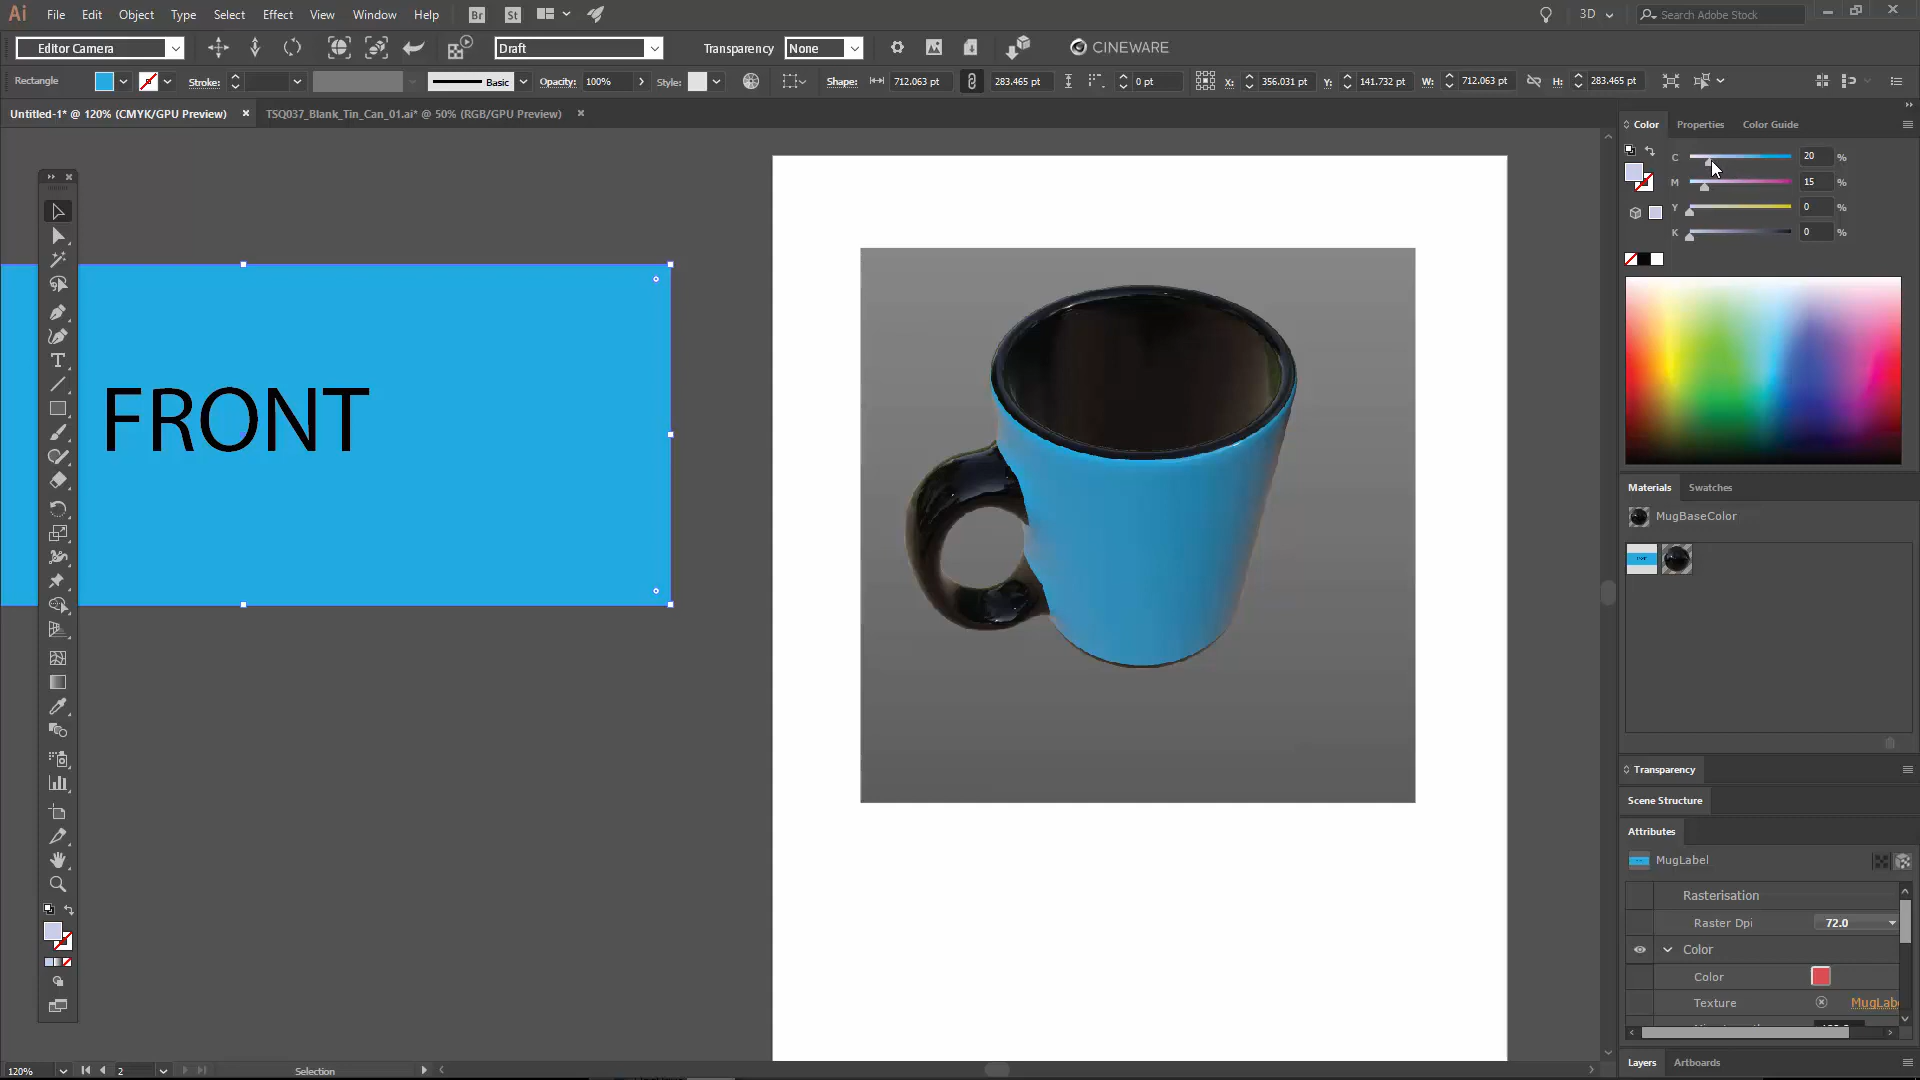 Ai File Edit Object Type Select Effect View Window Help Br St 3D Search Adobe Stock
Editor Camera Draft Transparency None CINEWARE
Rectangle Stroke: Basic Opacity: 100% Style: Shape: 712.063 pt 283.465 pt 0 pt X: 356.031 pt Y: 141.732 pt W: 712.063 pt H: 283.465 pt
Untitled-1* @ 120% (CMYK/GPU Preview) TSQ037_Blank_Tin_Can_01.ai* @ 50% (RGB/GPU Preview)
Color Properties Color Guide
C 20 %
M 15 %
Y 0 %
K 0 %
FRONT
Materials Swatches
MugBaseColor
Transparency
Scene Structure
Attributes
MugLabel
Rasterisation
Raster Dpi 72.0
Color
Color
Texture MugLab
Layers Artboards
120% 2 Selection